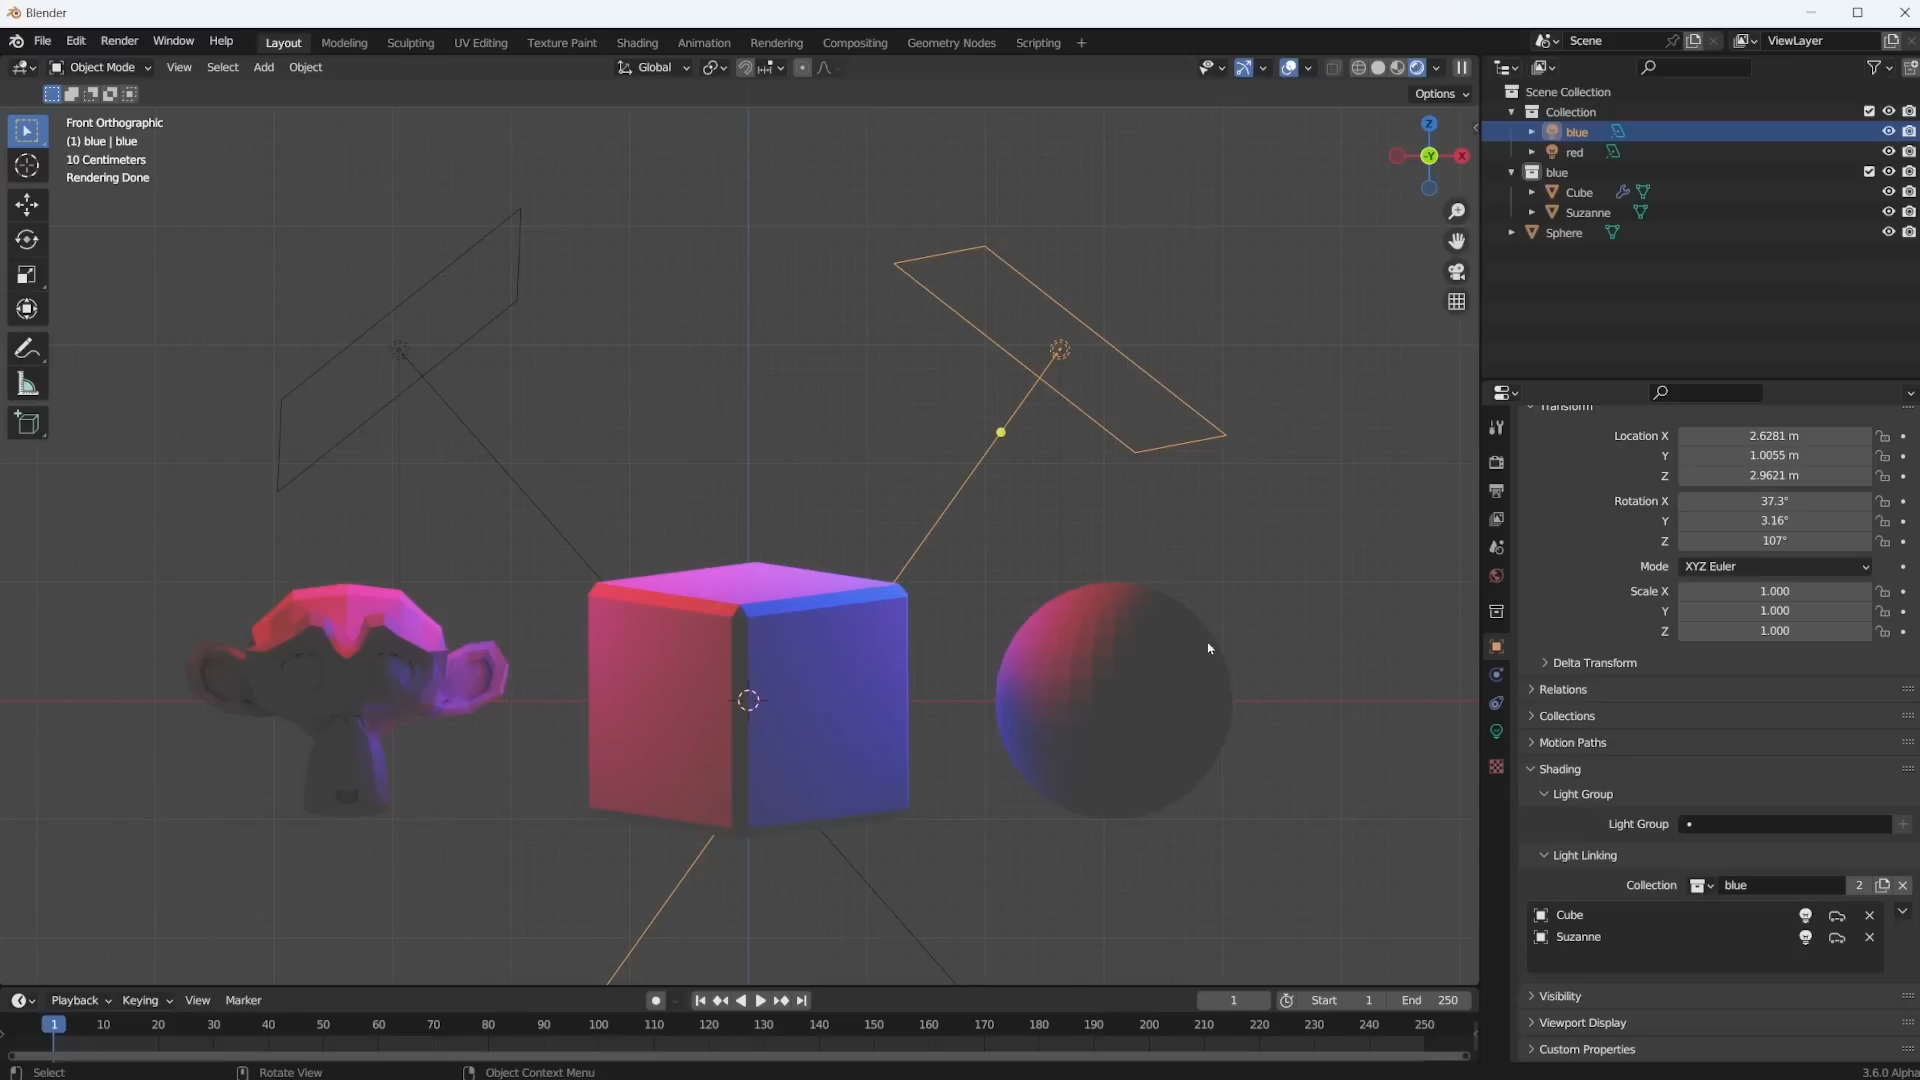 Blender
File Edit Render Window Help Layout Modeling Sculpting UV Editing Texture Paint Shading Animation Rendering Compositing Geometry Nodes Scripting + Scene ViewLayer
Object Mode View Select Add Object Global
Options
Front Orthographic
(1) blue | blue
10 Centimeters
Rendering Done
Z
-Y
X
Scene Collection
Collection
blue
red
blue
Cube
Suzanne
Sphere
Transform
Location X 2.6281 m
Y 1.0055 m
Z 2.9621 m
Rotation X 37.3°
Y 3.16°
Z 107°
Mode XYZ Euler
Scale X 1.000
Y 1.000
Z 1.000
Delta Transform
Relations
Collections
Motion Paths
Shading
Light Group
Light Group
Light Linking
Collection blue 2
Cube
Suzanne
Visibility
Viewport Display
Custom Properties
Playback Keying View Marker 1 Start 1 End 250
1 10 20 30 40 50 60 70 80 90 100 110 120 130 140 150 160 170 180 190 200 210 220 230 240 250
Select Rotate View Object Context Menu 3.6.0 Alpha